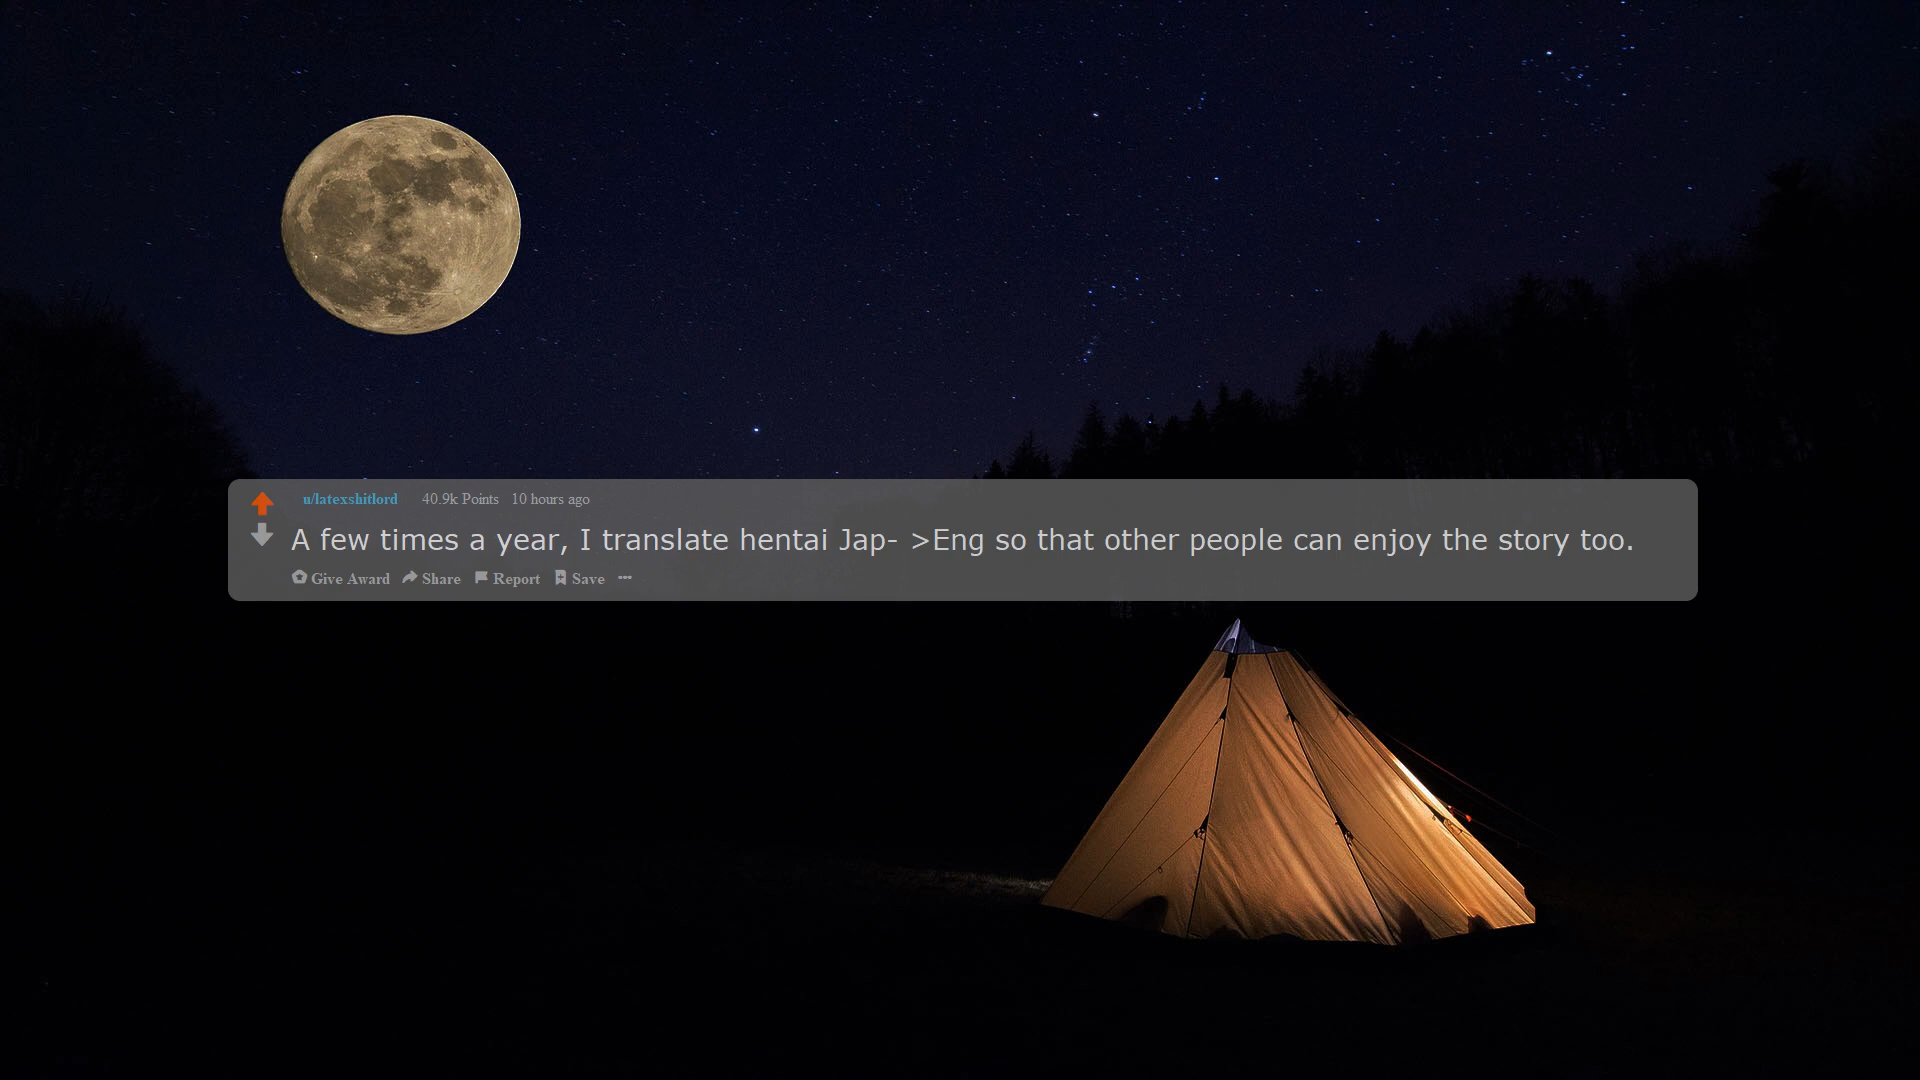 u/latexshitlord 40.9k Points 10 hours ago
A few times a year, I translate hentai Jap- >Eng so that other people can enjoy the story too.
Give Award Share Report Save ···